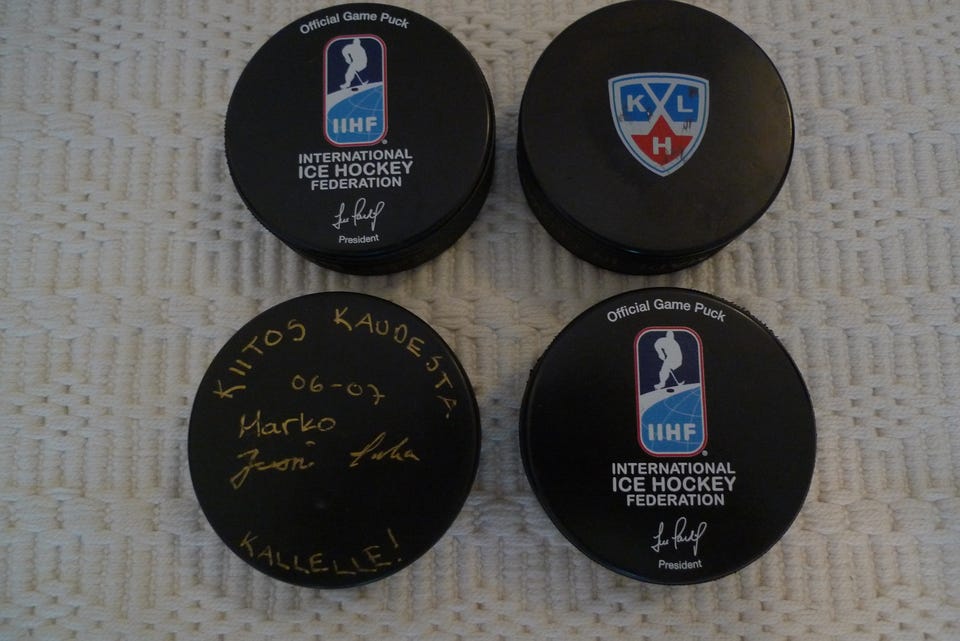 Official Game Puck
IIHF
INTERNATIONAL
ICE HOCKEY
FEDERATION
President
K H L
KIITOS KAUDESTA
06-07
Marko
KALLELLE!
Official Game Puck
IIHF
INTERNATIONAL
ICE HOCKEY
FEDERATION
President